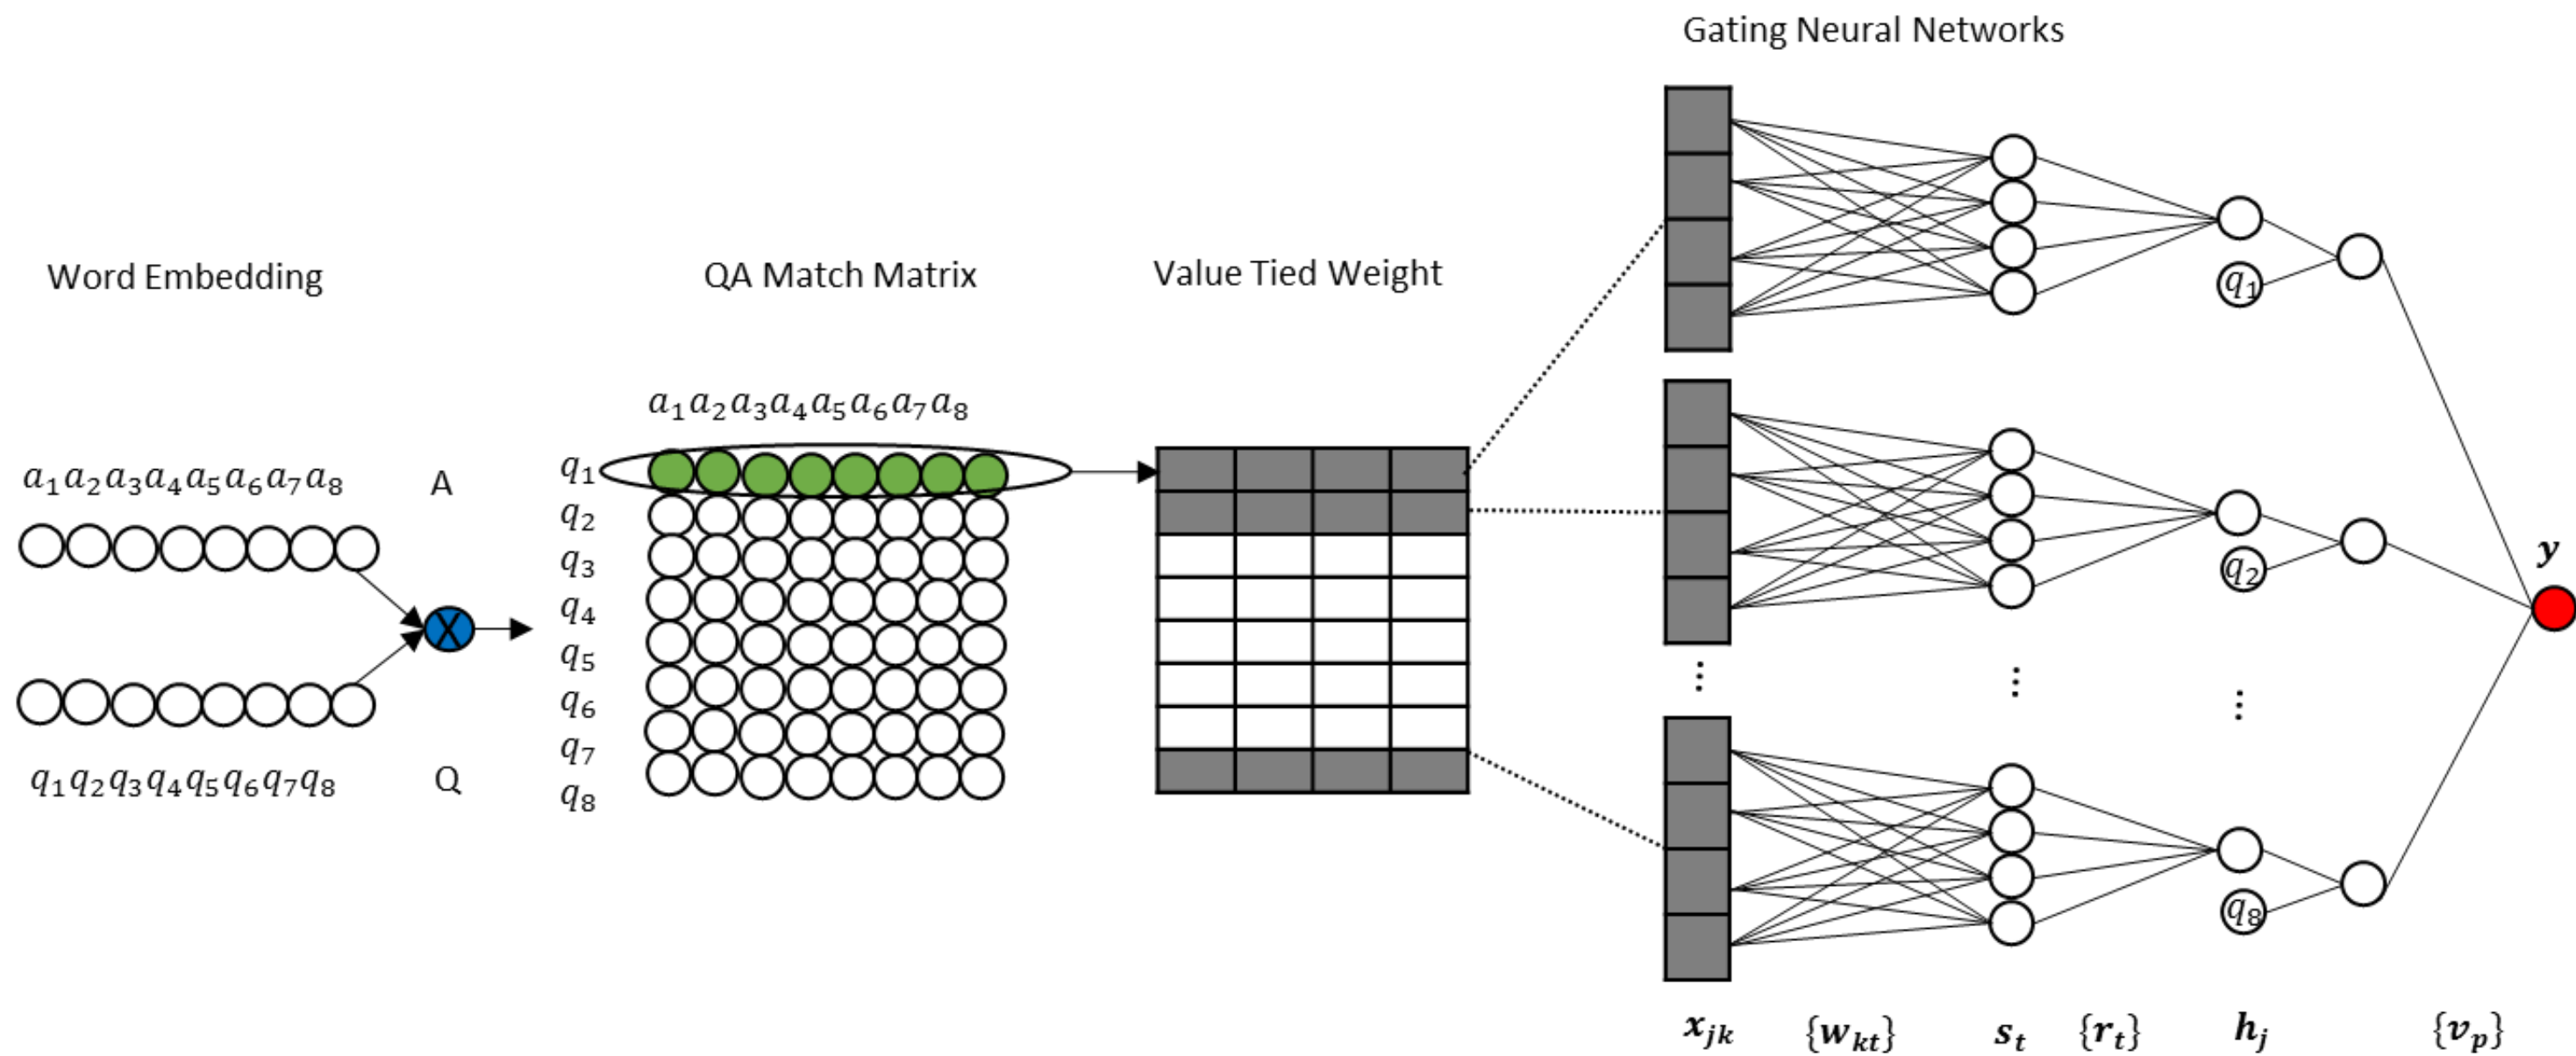 Gating Neural Networks
Word Embedding
QA Match Matrix
Value Tied Weight
a₁a₂a₃a₄a₅a₆a₇a₈ A
q₁q₂q₃q₄q₅q₆q₇q₈ Q
X
a₁a₂a₃a₄a₅a₆a₇a₈
q₁
q₂
q₃
q₄
q₅
q₆
q₇
q₈
q₁
q₂
⋮ ⋮ ⋮
q₈
y
xⱼₖ {wₖₜ} sₜ {rₜ} hⱼ {vₚ}